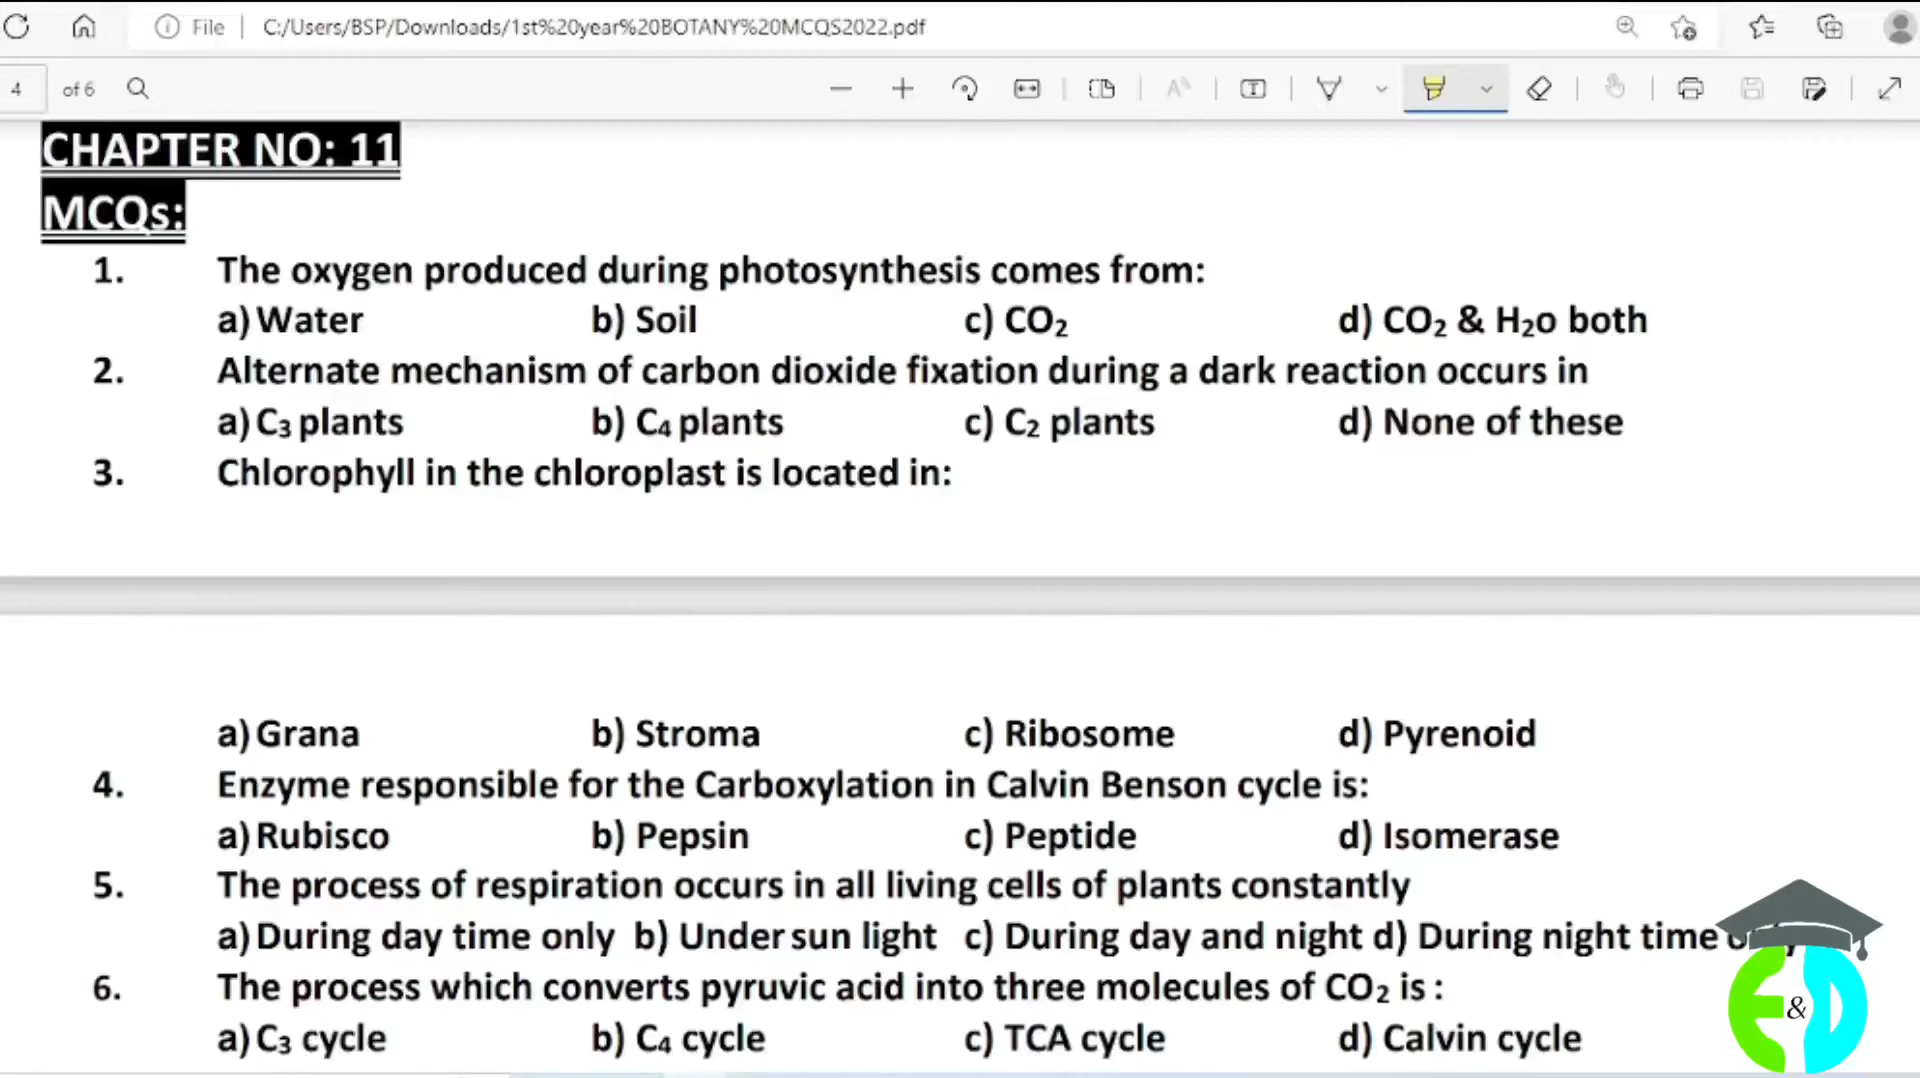 File C:/Users/BSP/Downloads/1st%20year%20BOTANY%20MCQS2022.pdf
4 of 6
CHAPTER NO: 11
MCQs:
1. The oxygen produced during photosynthesis comes from:
a) Water b) Soil c) CO₂ d) CO₂ & H₂o both
2. Alternate mechanism of carbon dioxide fixation during a dark reaction occurs in
a) C₃ plants b) C₄ plants c) C₂ plants d) None of these
3. Chlorophyll in the chloroplast is located in:
a) Grana b) Stroma c) Ribosome d) Pyrenoid
4. Enzyme responsible for the Carboxylation in Calvin Benson cycle is:
a) Rubisco b) Pepsin c) Peptide d) Isomerase
5. The process of respiration occurs in all living cells of plants constantly
a) During day time only b) Under sun light c) During day and night d) During night time
6. The process which converts pyruvic acid into three molecules of CO₂ is :
a) C₃ cycle b) C₄ cycle c) TCA cycle d) Calvin cycle
E & D